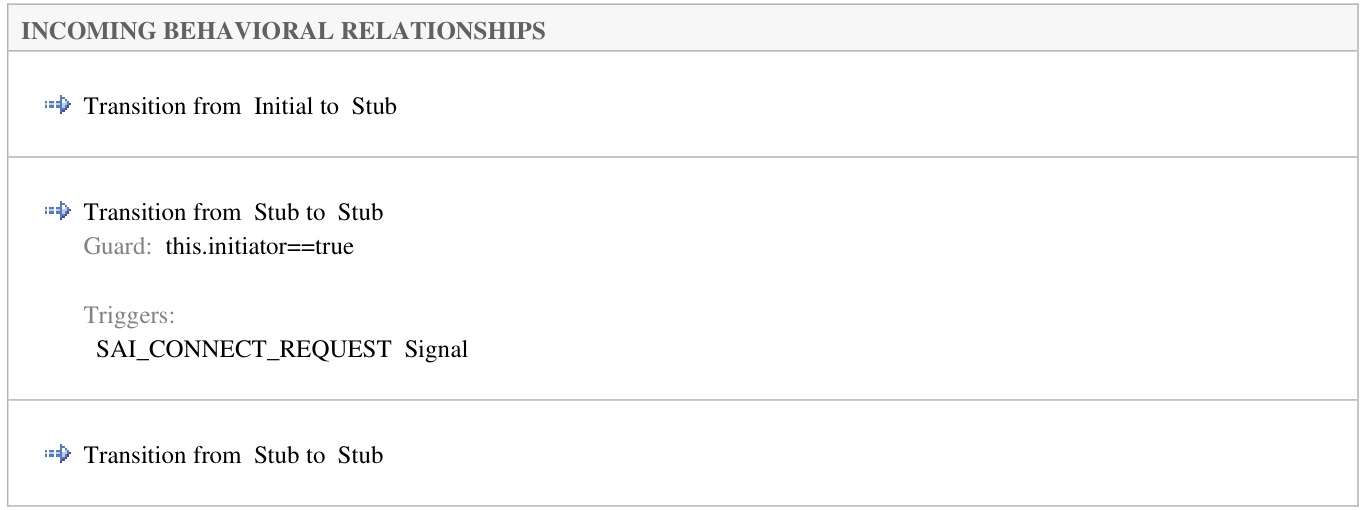 INCOMING BEHAVIORAL RELATIONSHIPS
Transition from Initial to Stub
Transition from Stub to Stub
Guard: this.initiator==true
Triggers:
SAI_CONNECT_REQUEST Signal
Transition from Stub to Stub